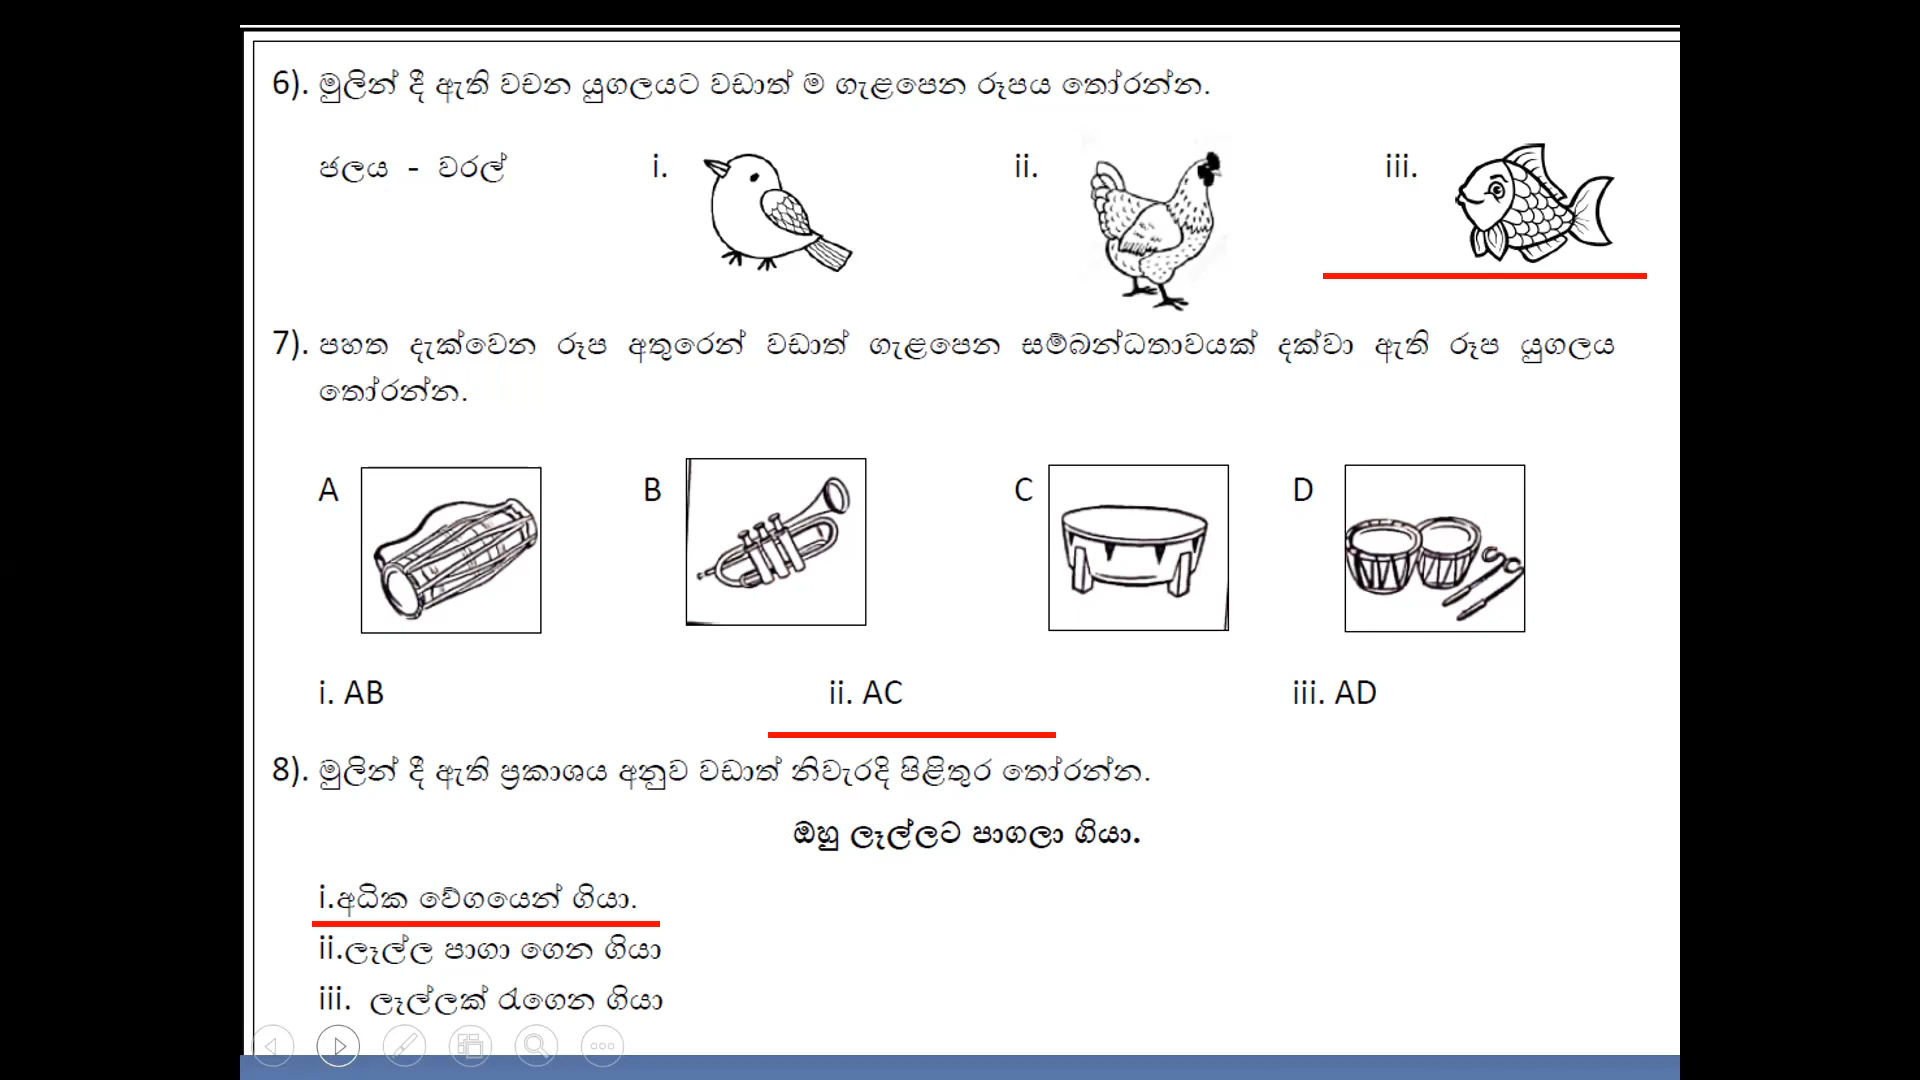 6). මුලින් දී ඇති වචන යුගලයට වඩාත් ම ගැළපෙන රූපය තෝරන්න.
ජලය - වරල් i. ii. iii.
7). පහත දැක්වෙන රූප අතුරෙන් වඩාත් ගැළපෙන සම්බන්ධතාවයක් දක්වා ඇති රූප යුගලය
තෝරන්න.
A B C D
i. AB ii. AC iii. AD
8). මුලින් දී ඇති ප්‍රකාශය අනුව වඩාත් නිවැරදි පිළිතුර තෝරන්න.
ඔහු ලෑල්ලට පාගලා ගියා.
i.අධික වේගයෙන් ගියා.
ii.ලෑල්ල පාගා ගෙන ගියා
iii. ලෑල්ලක් රැගෙන ගියා